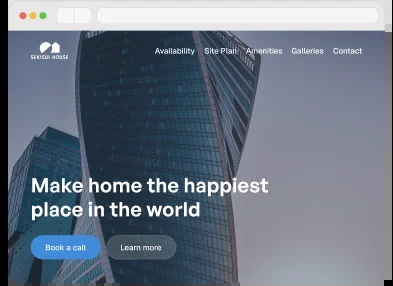 SEKISUI HOUSE
Availability Site Plan Amenities Galleries Contact
Make home the happiest
place in the world
Book a call Learn more